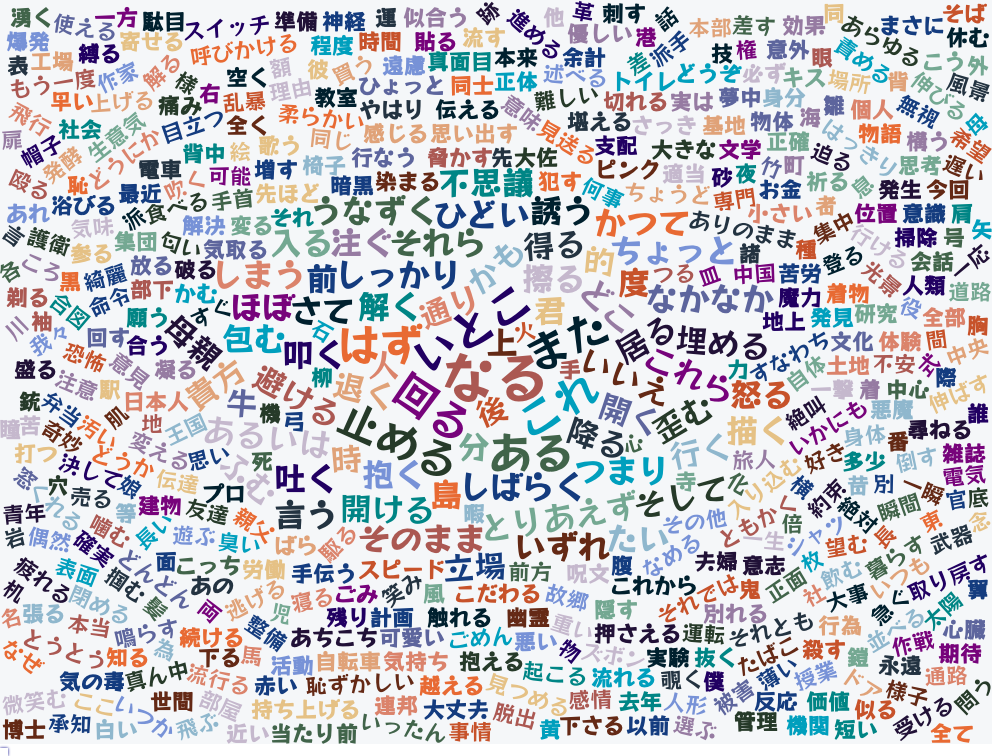 湧く 使える 一方 駄目 スイッチ 準備 神経 運 似合う 跡 進める 他 革 刺す 話 本部 差す 効果 同 あらゆる まさに そば
爆発 縛る 寄せる 呼びかける 程度 時間 貼る 流す 優しい 港 派手 技 権 意外 眼 責める こう 外 休む
表 工場 作家 解る 様 空く 額 彼 買う 遠慮 真面目 本来 述べる 余計 差 トイレ どうぞ 必ず キス 場所 背 伸びる 風景
もう 一度 早い 上げる 痛み 右 乱暴 理由 教室 ひょっと 同士 正体 意味 難しい 切れる 実は 夢中 身分 雛 個人 無視 由
飛行 社会 生意気 目立つ 全く 柔らかい やはり 伝える 見送る 堪える さっき 基地 物体 海 物語 横う 希望
扉 帽子 発酵 どうにか 背中 絵 歌う 同じ 感じる 思い出す 支配 大きな 文学 竹 町 正確 迫る はっきり 思考 遅い
殴る 恥 電車 可能 増す 椅子 行なう 脅かす 先 大佐 ピンク 適当 砂 夜 お金 祈る 息 発生 今回
あれ 浴びる 最近 吹く 手首 先ほど 暗黒 染まる 不思議 犯す 何事 ちょうど 専門 小さい 者 位置 意識 肩 矢
言 護衛 気味 派 食べる 解決 変る それ うなずく ひどい 誘う かつて ありのまま 種 集中 行ける 掃除 号
各 ころ 参る 集団 匂い 気取る 入る 注ぐ それら かも 得る 的 ちょっと 諸 登る 光景 会話 一応
剃る 黒 綺麗 放る 破る しまう 前 しっかり 擦る 度 つる 皿 中国 苦労 人類 道路
川 袖 合図 命令 部下 かむ すぐ ほぼ さて 解く 通り とこ 君 どい なかなか 魔力 着物 役
我々 回す 願う 合う 母親 包む 石 叩く はず いい 上 火 また 居る 埋める 地上 発見 研究 全部 胸
盛る 恐怖 意見 凝る 貴方 柳 避ける 退く 人 回る なる 手 いいえ これら 力 すなわち 文化 体験 間 中央
銃 注意 駅 日本人 牛 機 弓 止める 後 これ 開く 歪む 怒る 自体 土地 不安 冬 際
瞳 弁当 皿 地 王国 あるいは 時 分 ある 降る 心 描く 一撃 着 中心 伸ばす
苦 奇妙 汚い 変える 思い ふむ 死 吐く 抱く つまり 行く 旅人 絶叫 いかにも 悪魔 誰
打つ 決して どうか 伝達 プロ 島 しばらく 寺 化 入り込む 好き 身体 番 尋ねる
窓 穴 売る 娘 建物 友達 親父 言う 開ける 暇 とりあえず そして 横 約束 多少 昔 別 倒す 雑誌 電気
青年 くれる 等 長い 遊ぶ 臭い ばら 駆る そのまま いずれ たい その他 ともかく 倍 シャツ 絶対 瞬間 一瞬 官 底
岩 偶然 噛む 確実 どんどん 面 こっち 労働 手伝う スピード 立場 前方 呪文 腹 なめる 夫婦 一生 意志 枚 望む 長 東 武器 念
机 疲れる 表面 掴む 髪 あの 両 寝る ごみ 笑み 風 こだわる 故郷 これから それでは 鬼 正面 社 飲む 大事 暮らす いつも 取り戻す 翼
名 張る 閉める 鳴らす 逃げる 児 残り 計画 触れる 幽霊 重い 隠す 別れる それとも 行為 急ぐ 並べる 太陽
なぜ とうとう 本当 為 続ける 整備 あちこち 可愛い ごめん 悪い 物 押さえる 運転 たばこ 殺す 鎧 作戦 心臓
知る 真ん中 下る 馬 活動 自転車 気持ち 抱える 起こる ズボン 実験 抜く 薄い 授業 ドア 永遠 期待
微笑む 気の毒 流行る 赤い 恥ずかしい 越える 見つめる 流れる 覗く 僕 被害 反応 価値 様子 通路
ここ いつか 世間 部屋 持ち上げる 連邦 大丈夫 脱出 感情 去年 人形 似る 受ける 問う
博士 承知 白い 飛ぶ 近い 当たり前 いったん 事情 黄 下さる 以前 選ぶ 管理 機関 短い 全て